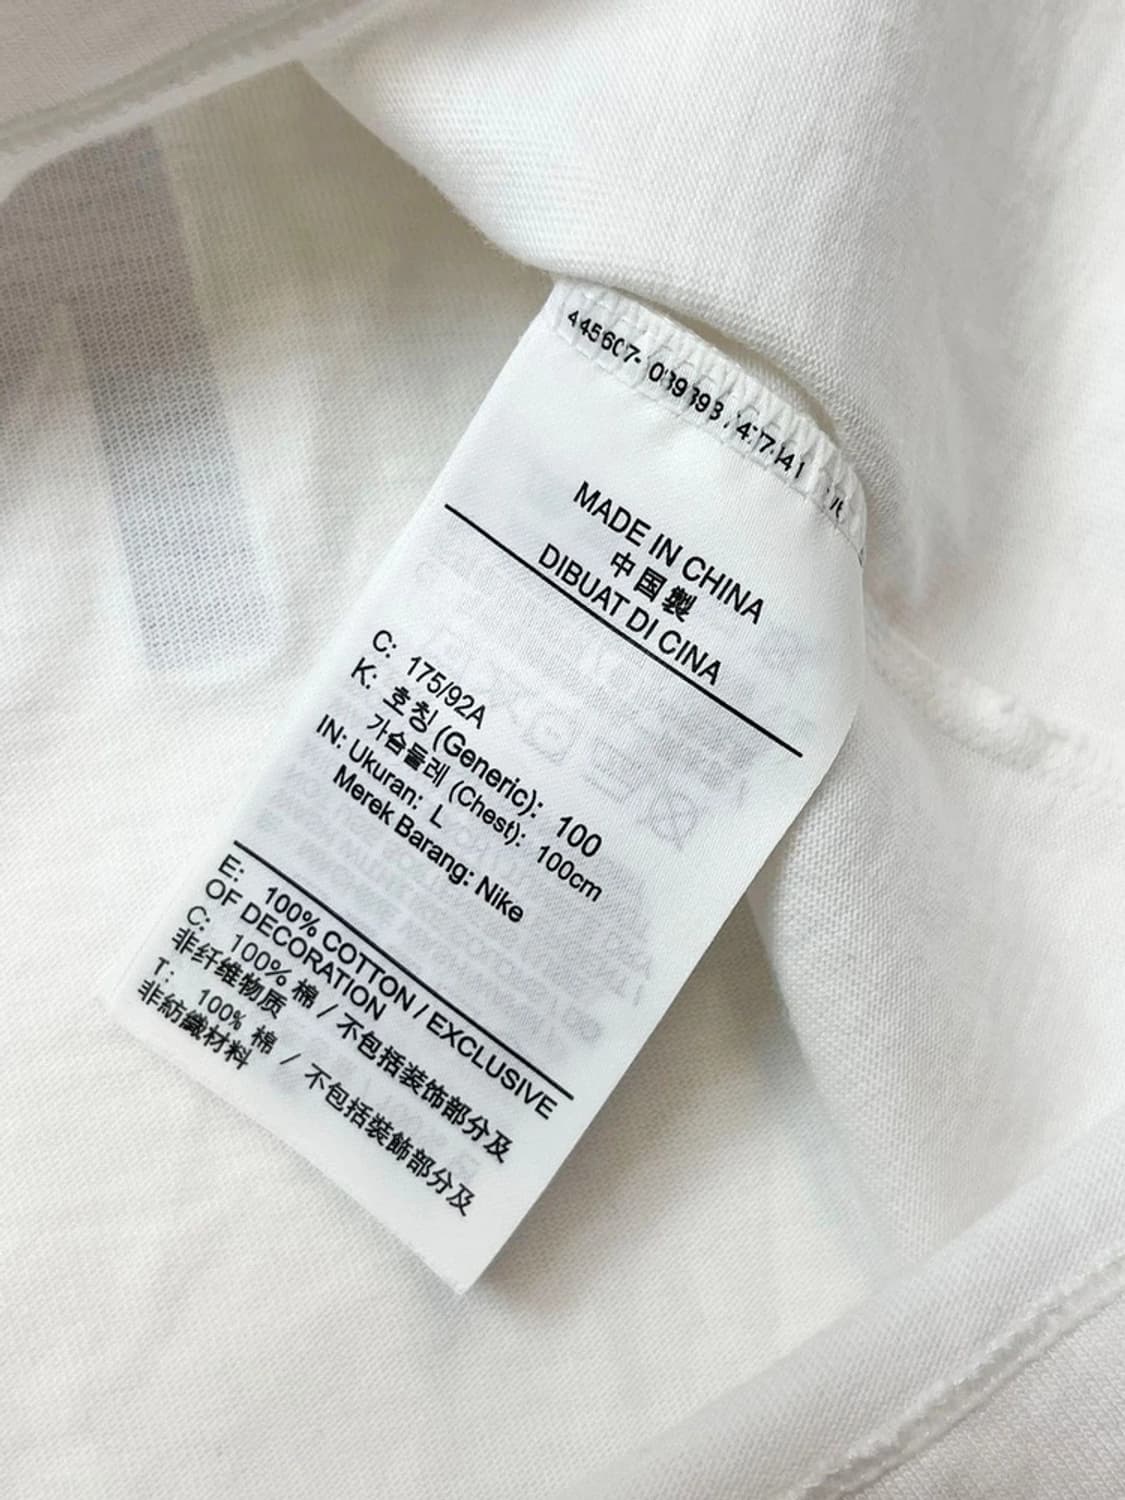 MADE IN CHINA
中国製
DIBUAT DI CINA
C: 175/92A
K: 호칭 (Generic): 100
가슴둘레 (Chest): 100cm
IN: Ukuran: L
Merek Barang: Nike
E: 100% COTTON / EXCLUSIVE
OF DECORATION
C: 100% 棉 / 不包括装饰部分及
非纤维物质
T: 100% 棉 / 不包括裝飾部分及
非紡織材料